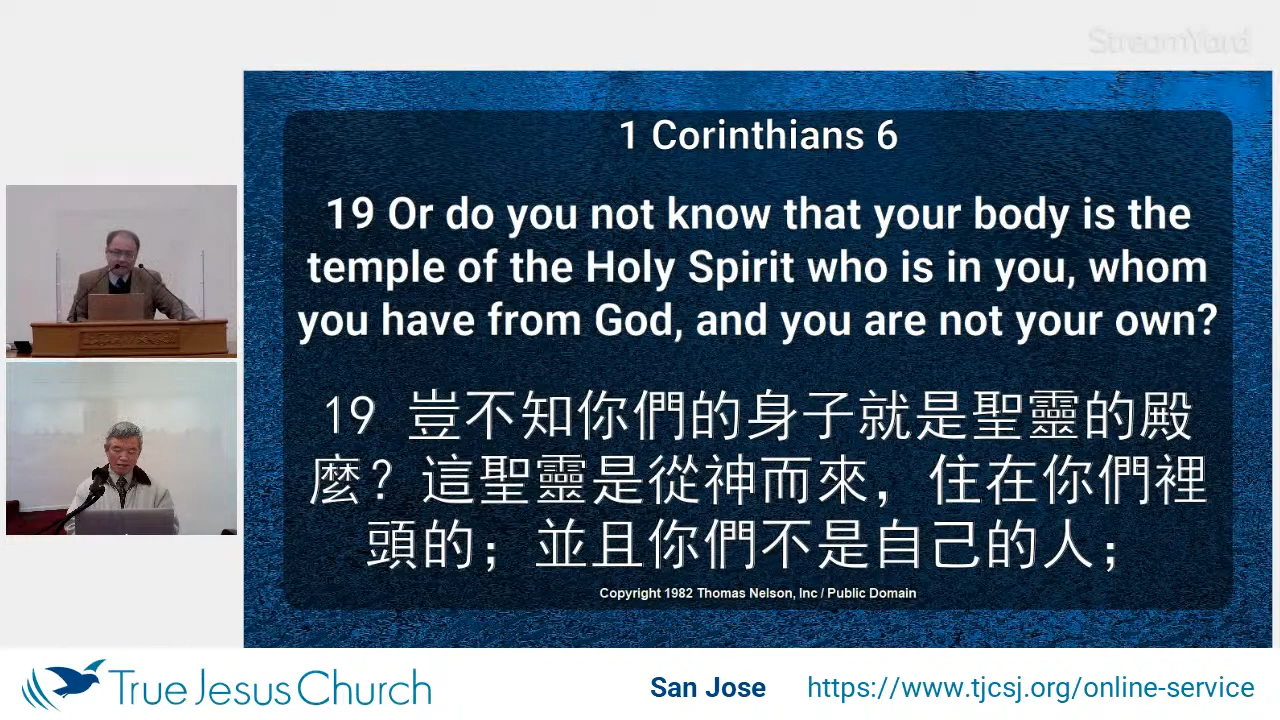 StreamYard
1 Corinthians 6
19 Or do you not know that your body is the
temple of the Holy Spirit who is in you, whom
you have from God, and you are not your own?
19 豈不知你們的身子就是聖靈的殿
麼？這聖靈是從神而來，住在你們裡
頭的；並且你們不是自己的人；
Copyright 1982 Thomas Nelson, Inc / Public Domain
True Jesus Church
San Jose https://www.tjcsj.org/online-service